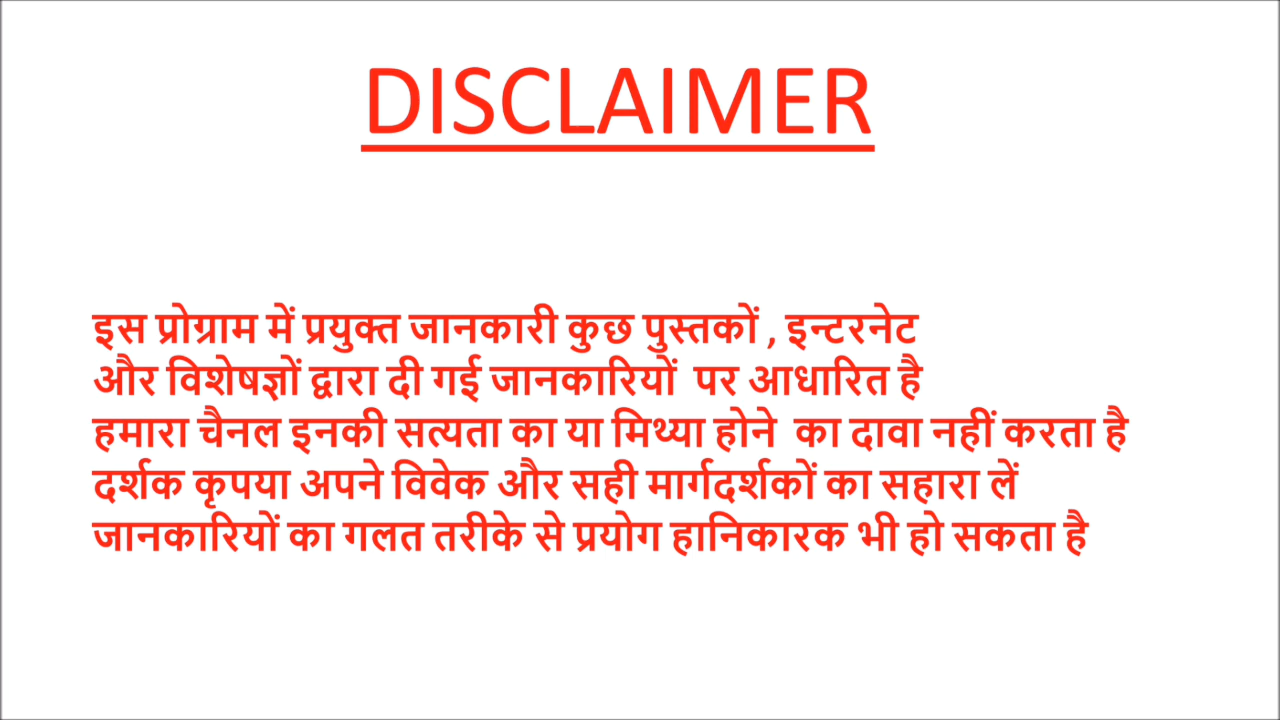 DISCLAIMER
इस प्रोग्राम में प्रयुक्त जानकारी कुछ पुस्तकों , इन्टरनेट
और विशेषज्ञों द्वारा दी गई जानकारियों पर आधारित है
हमारा चैनल इनकी सत्यता का या मिथ्या होने का दावा नहीं करता है
दर्शक कृपया अपने विवेक और सही मार्गदर्शकों का सहारा लें
जानकारियों का गलत तरीके से प्रयोग हानिकारक भी हो सकता है